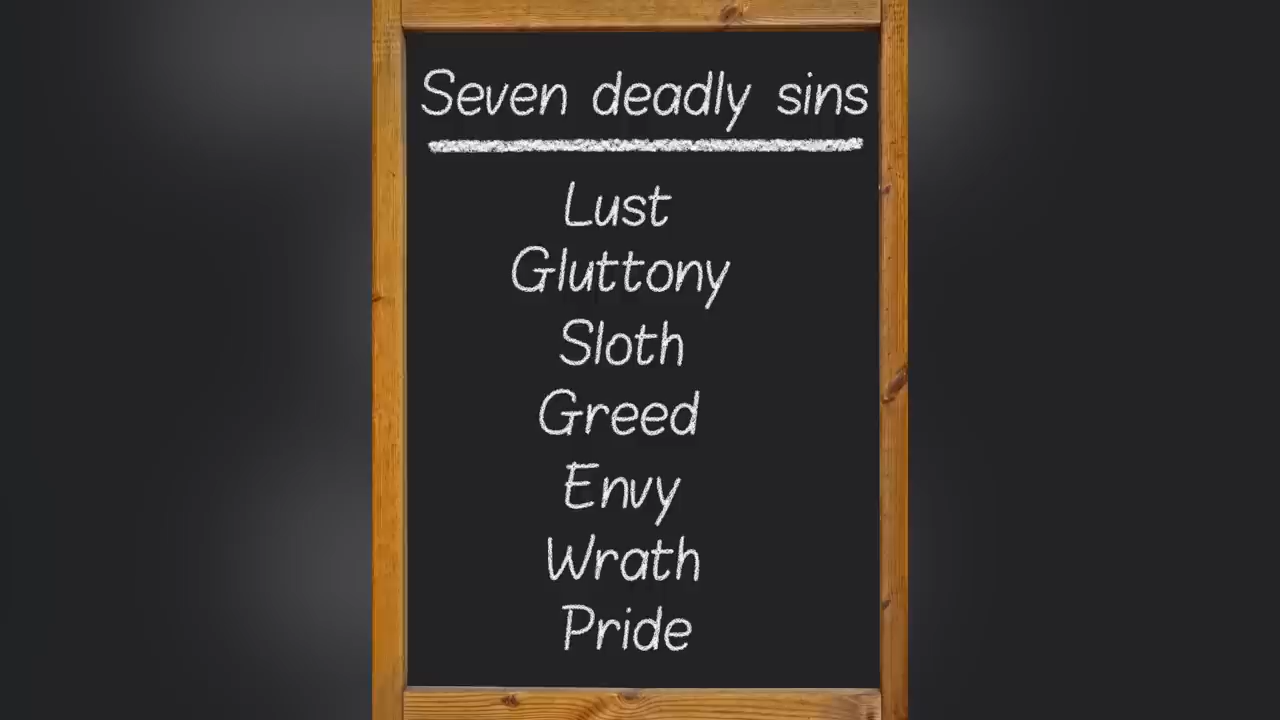 Seven deadly sins
Lust
Gluttony
Sloth
Greed
Envy
Wrath
Pride